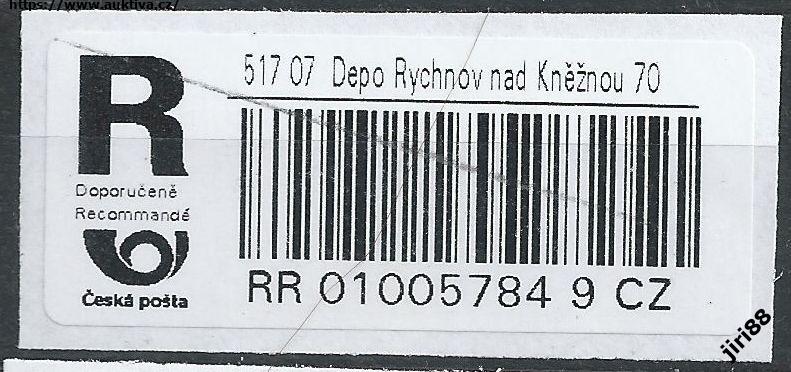 https://www.auktiva.cz/
R
517 07 Depo Rychnov nad Kněžnou 70
Doporučeně
Recommandé
Česká pošta
RR 01005784 9 CZ
jiri88